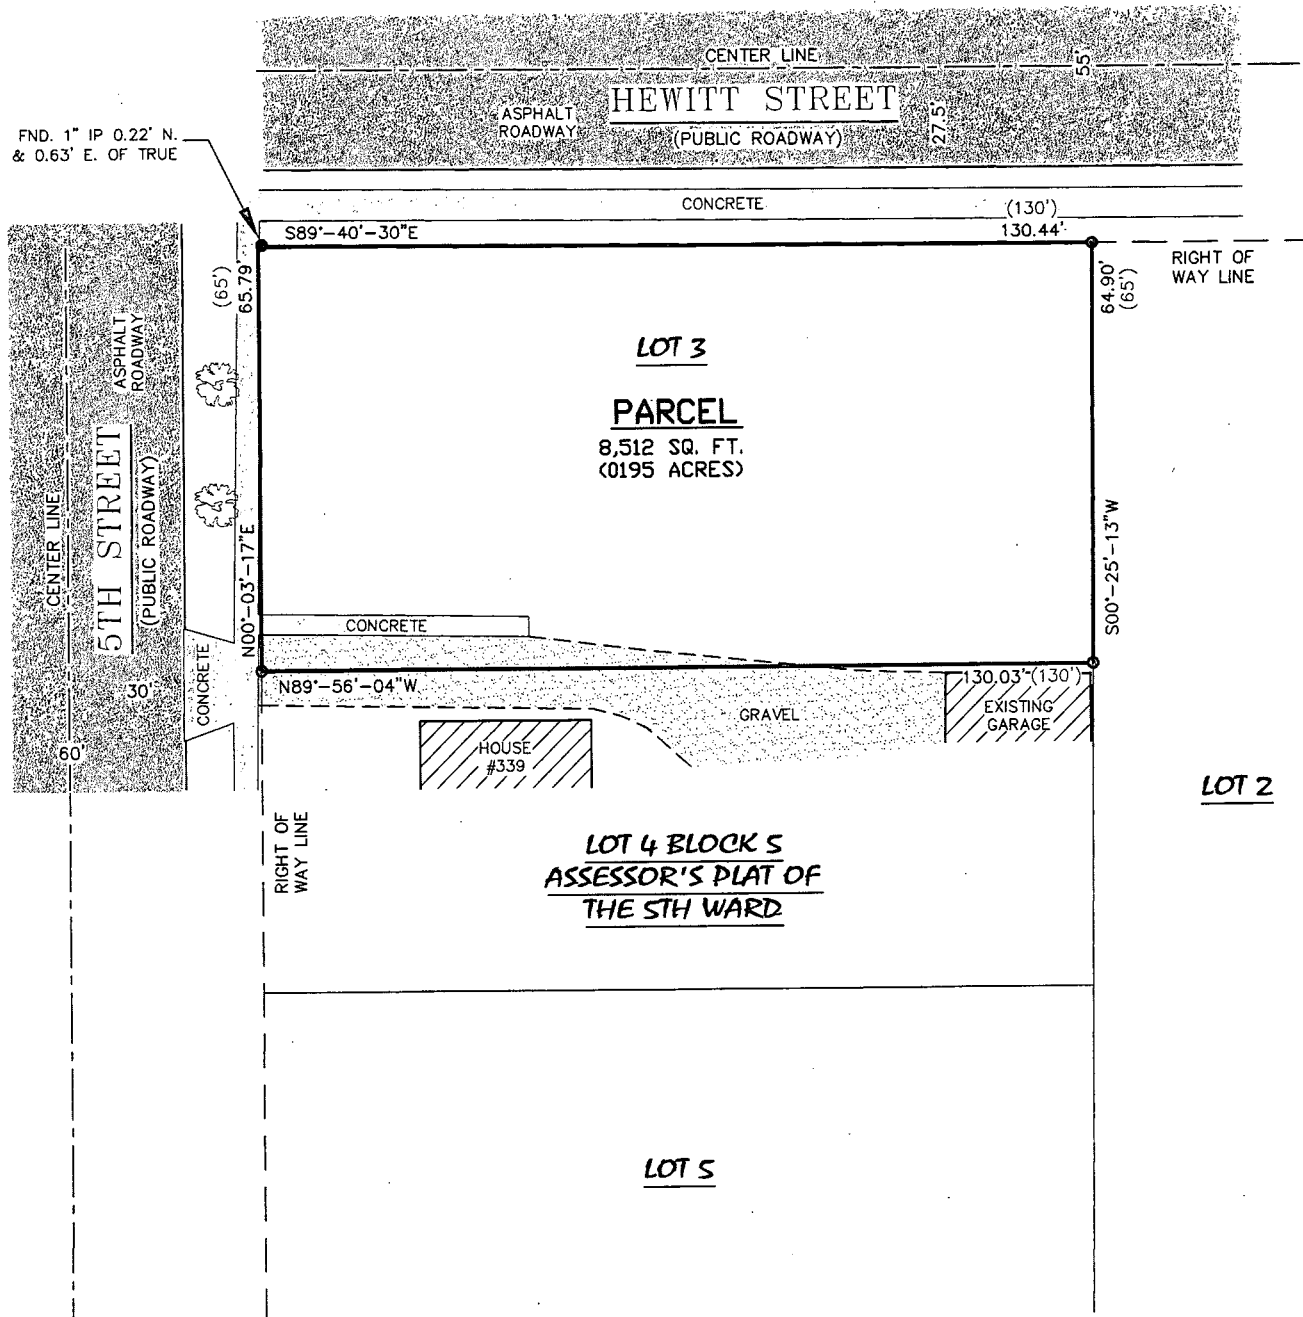 CENTER LINE
55'
HEWITT STREET
ASPHALT
ROADWAY
(PUBLIC ROADWAY)
27.5'
FND. 1" IP 0.22' N.
& 0.63' E. OF TRUE
CONCRETE
(130')
130.44'
S89°-40'-30"E
RIGHT OF
WAY LINE
(65')
65.79'
64.90'
(65')
ASPHALT
ROADWAY
LOT 3
PARCEL
8,512 SQ. FT.
(0195 ACRES)
CENTER LINE
5TH STREET
(PUBLIC ROADWAY)
N00°-03'-17"E
S00°-25'-13"W
CONCRETE
CONCRETE
30'
60'
N89°-56'-04"W
130.03'(130')
GRAVEL
EXISTING
GARAGE
HOUSE
#339
LOT 2
RIGHT OF
WAY LINE
LOT 4 BLOCK 5
ASSESSOR'S PLAT OF
THE 5TH WARD
LOT 5